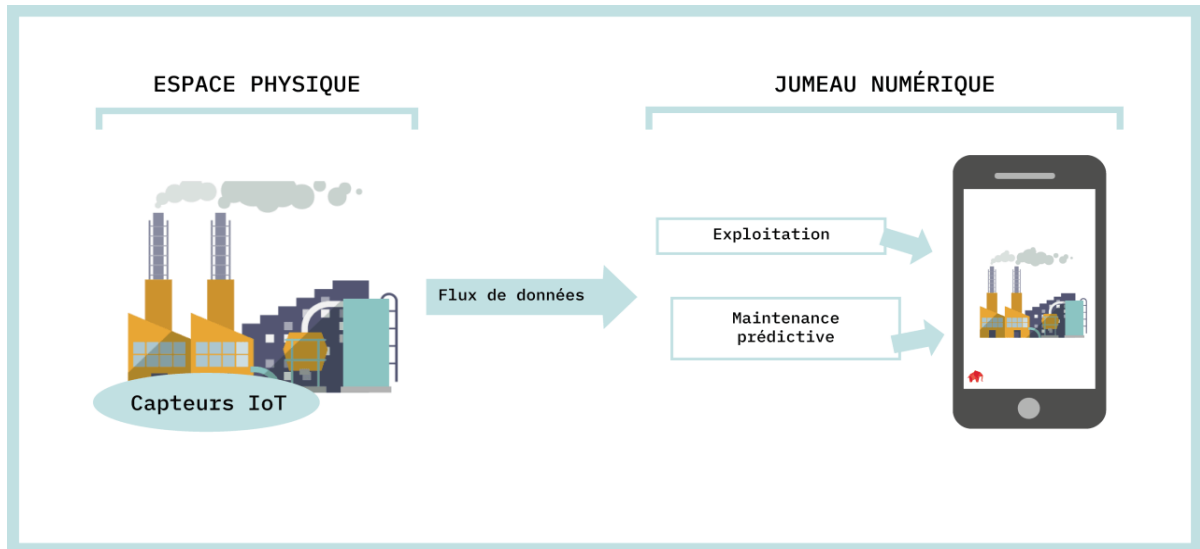 ESPACE PHYSIQUE
JUMEAU NUMÉRIQUE
Exploitation
Flux de données
Maintenance
prédictive
Capteurs IoT